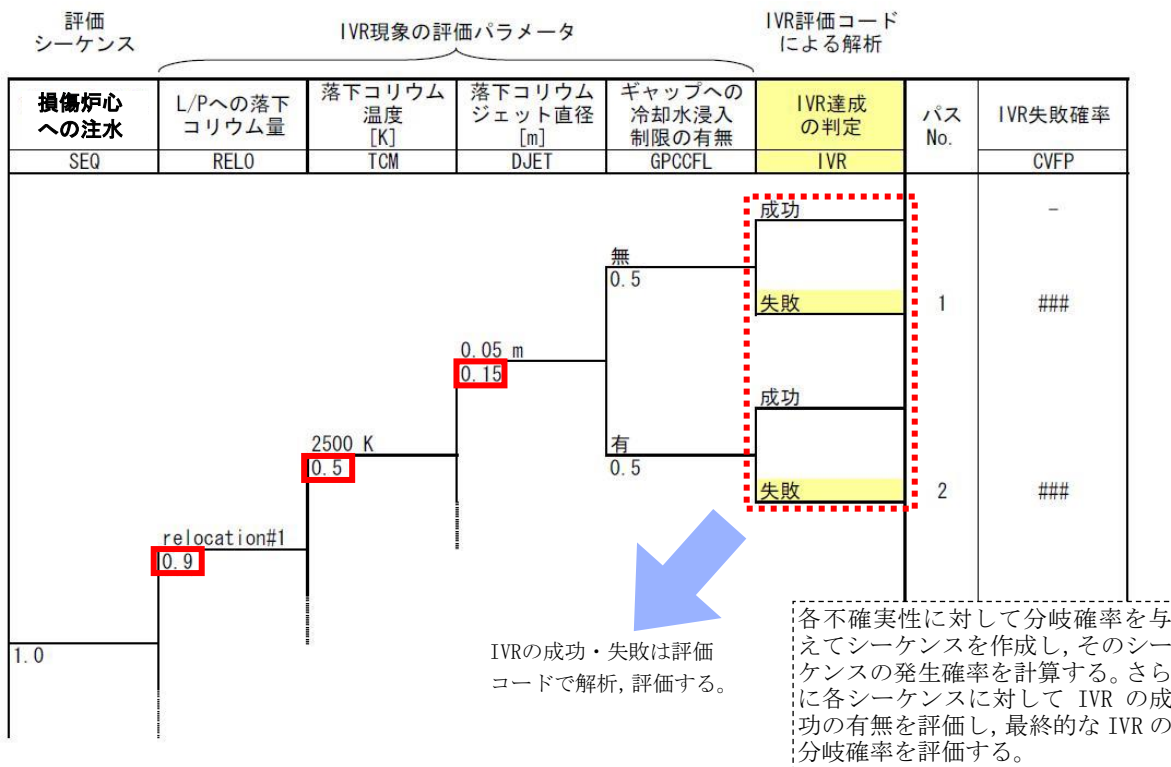 評価
シーケンス
IVR現象の評価パラメータ
IVR評価コード
による解析
損傷炉心
への注水
L/Pへの落下
コリウム量
落下コリウム
温度
[K]
落下コリウム
ジェット直径
[m]
ギャップへの
冷却水浸入
制限の有無
IVR達成
の判定
パス
No.
IVR失敗確率
SEQ
RELO
TCM
DJET
GPCCFL
IVR
CVFP
成功
-
無
0.5
失敗
1
###
0.05 m
0.15
成功
2500 K
0.5
有
0.5
失敗
2
###
relocation#1
0.9
1.0
IVRの成功・失敗は評価
コードで解析,評価する。
各不確実性に対して分岐確率を与
えてシーケンスを作成し,そのシー
ケンスの発生確率を計算する。さら
に各シーケンスに対して IVR の成
功の有無を評価し,最終的な IVR の
分岐確率を評価する。